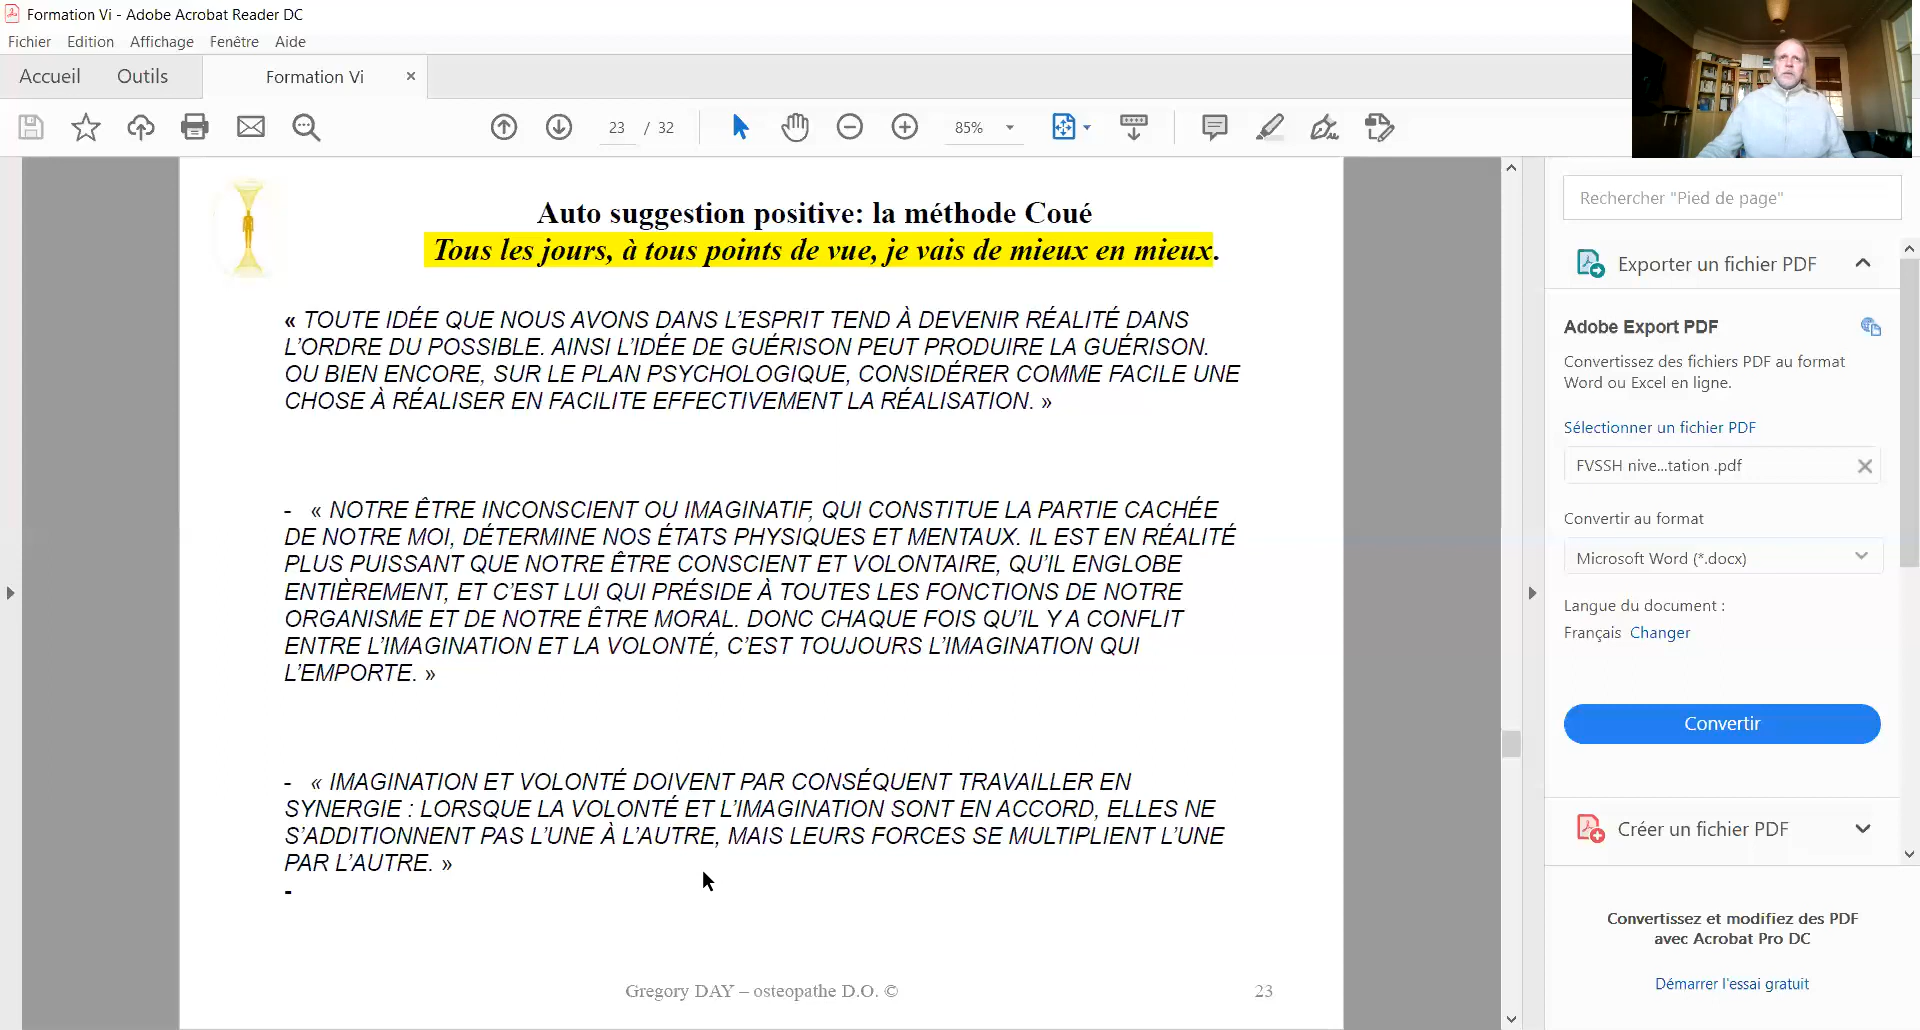 Formation Vi - Adobe Acrobat Reader DC
Fichier Edition Affichage Fenêtre Aide
Accueil Outils Formation Vi ×
23 / 32 85%
Auto suggestion positive: la méthode Coué
Tous les jours, à tous points de vue, je vais de mieux en mieux.
« TOUTE IDÉE QUE NOUS AVONS DANS L’ESPRIT TEND À DEVENIR RÉALITÉ DANS
L’ORDRE DU POSSIBLE. AINSI L’IDÉE DE GUÉRISON PEUT PRODUIRE LA GUÉRISON.
OU BIEN ENCORE, SUR LE PLAN PSYCHOLOGIQUE, CONSIDÉRER COMME FACILE UNE
CHOSE À RÉALISER EN FACILITE EFFECTIVEMENT LA RÉALISATION. »
- « NOTRE ÊTRE INCONSCIENT OU IMAGINATIF, QUI CONSTITUE LA PARTIE CACHÉE
DE NOTRE MOI, DÉTERMINE NOS ÉTATS PHYSIQUES ET MENTAUX. IL EST EN RÉALITÉ
PLUS PUISSANT QUE NOTRE ÊTRE CONSCIENT ET VOLONTAIRE, QU’IL ENGLOBE
ENTIÈREMENT, ET C’EST LUI QUI PRÉSIDE À TOUTES LES FONCTIONS DE NOTRE
ORGANISME ET DE NOTRE ÊTRE MORAL. DONC CHAQUE FOIS QU’IL Y A CONFLIT
ENTRE L’IMAGINATION ET LA VOLONTÉ, C’EST TOUJOURS L’IMAGINATION QUI
L’EMPORTE. »
- « IMAGINATION ET VOLONTÉ DOIVENT PAR CONSÉQUENT TRAVAILLER EN
SYNERGIE : LORSQUE LA VOLONTÉ ET L’IMAGINATION SONT EN ACCORD, ELLES NE
S’ADDITIONNENT PAS L’UNE À L’AUTRE, MAIS LEURS FORCES SE MULTIPLIENT L’UNE
PAR L’AUTRE. »
-
Gregory DAY – osteopathe D.O. © 23
Rechercher "Pied de page"
Exporter un fichier PDF
Adobe Export PDF
Convertissez des fichiers PDF au format
Word ou Excel en ligne.
Sélectionner un fichier PDF
FVSSH nive...tation .pdf
Convertir au format
Microsoft Word (*.docx)
Langue du document :
Français Changer
Convertir
Créer un fichier PDF
Convertissez et modifiez des PDF
avec Acrobat Pro DC
Démarrer l'essai gratuit